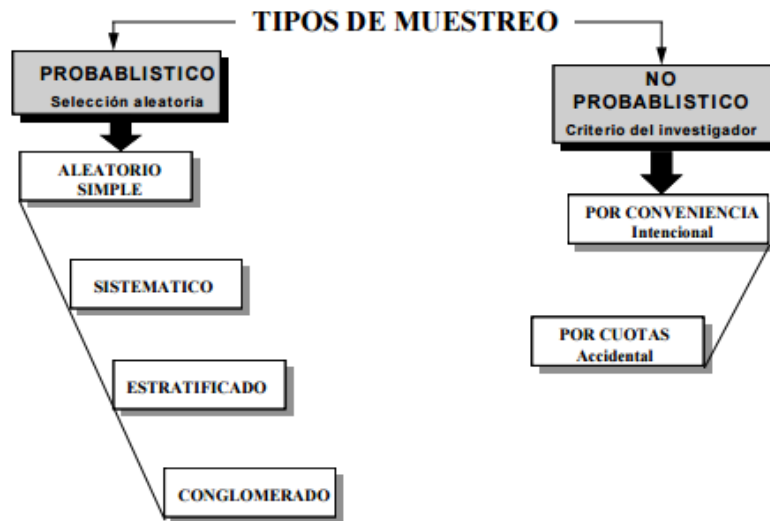 TIPOS DE MUESTREO
PROBABLISTICO
Selección aleatoria
ALEATORIO
SIMPLE
SISTEMATICO
ESTRATIFICADO
CONGLOMERADO
NO
PROBABLISTICO
Criterio del investigador
POR CONVENIENCIA
Intencional
POR CUOTAS
Accidental